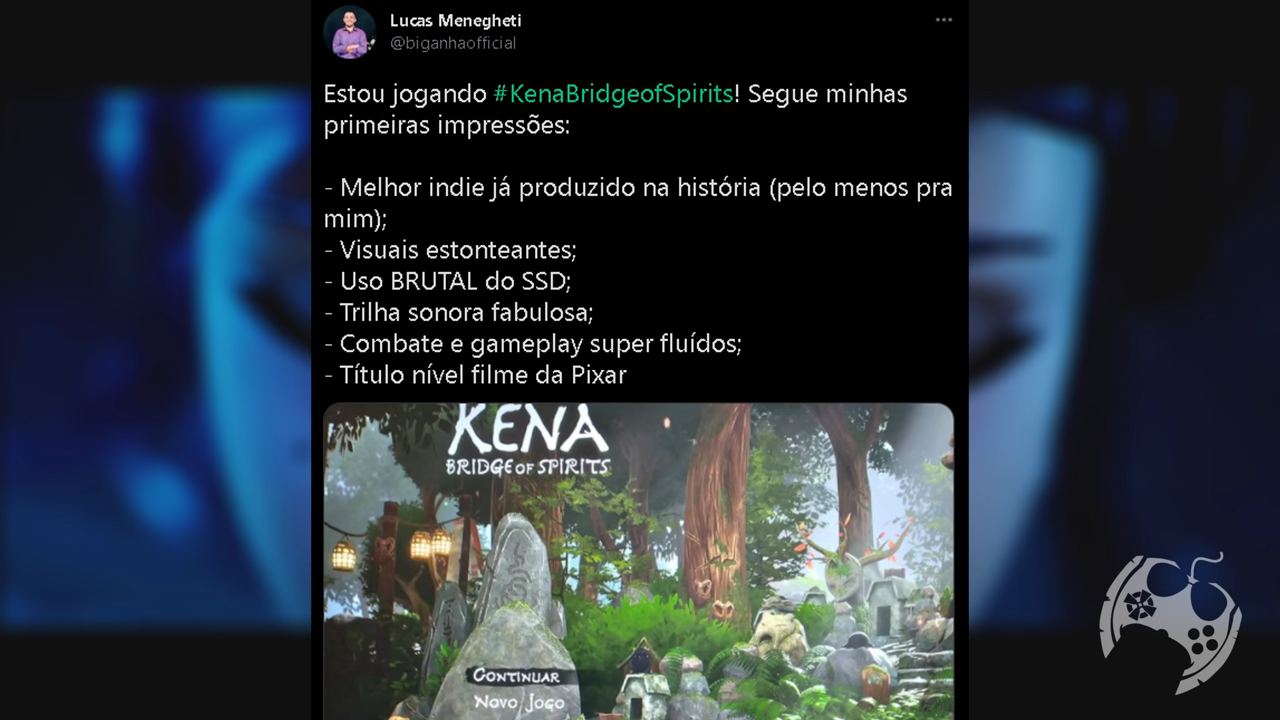 Lucas Menegheti
@biganhaofficial
Estou jogando #KenaBridgeofSpirits! Segue minhas
primeiras impressões:
- Melhor indie já produzido na história (pelo menos pra
mim);
- Visuais estonteantes;
- Uso BRUTAL do SSD;
- Trilha sonora fabulosa;
- Combate e gameplay super fluídos;
- Título nível filme da Pixar
KENA
BRIDGE OF SPIRITS
CONTINUAR
NOVO JOGO